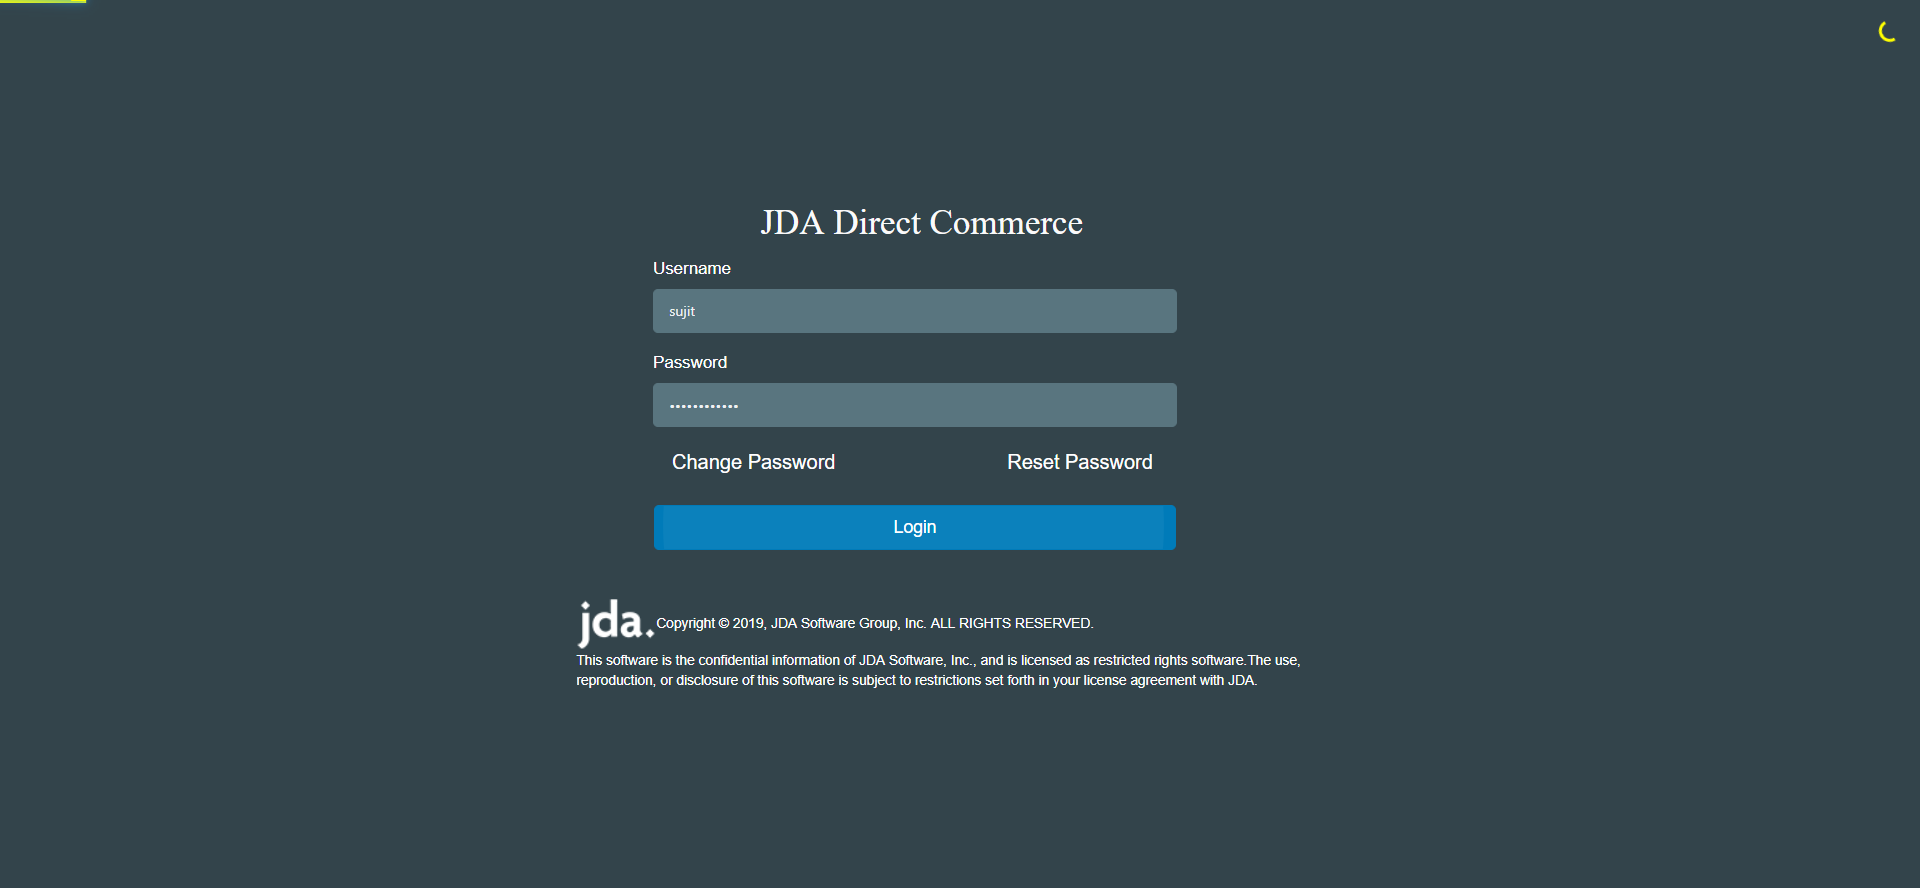 JDA Direct Commerce
Username
sujit
Password
••••••••••••
Change Password Reset Password
Login
jda. Copyright © 2019, JDA Software Group, Inc. ALL RIGHTS RESERVED.
This software is the confidential information of JDA Software, Inc., and is licensed as restricted rights software.The use,
reproduction, or disclosure of this software is subject to restrictions set forth in your license agreement with JDA.